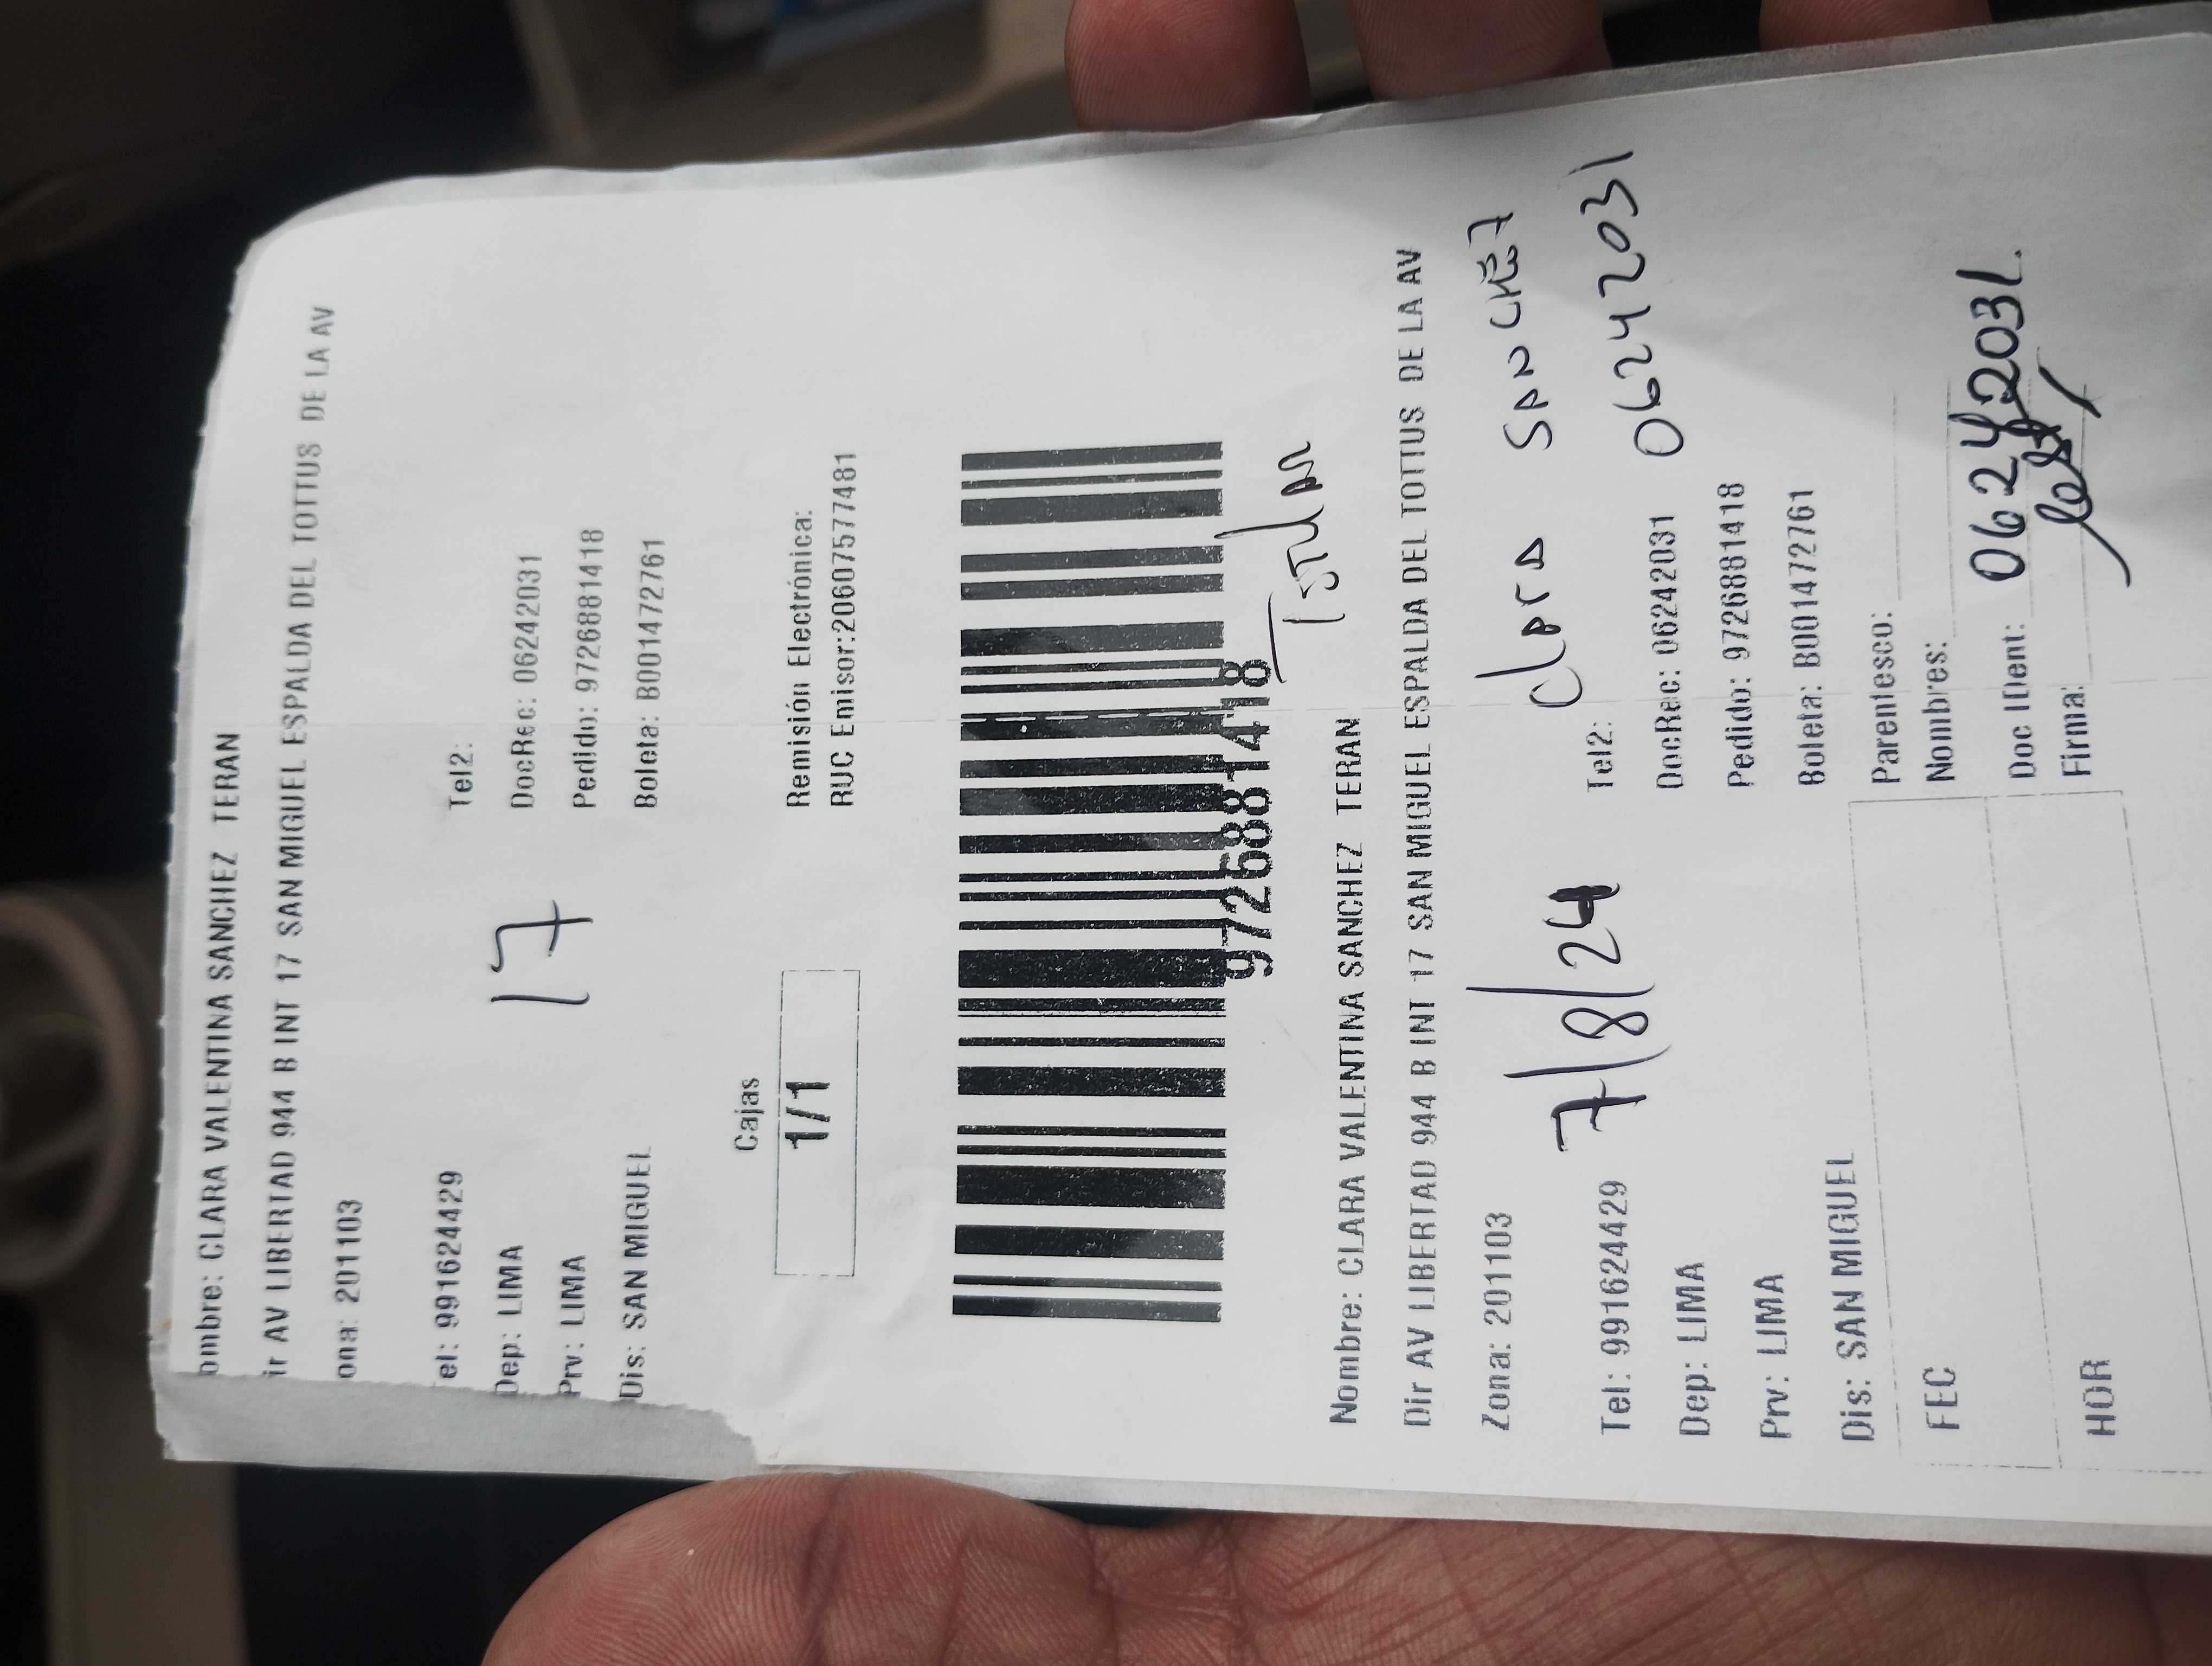 ombre: CLARA VALENTINA SANCHEZ TERAN
ir AV LIBERTAD 944 B INT 17 SAN MIGUEL ESPALDA DEL TOTTUS DE LA AV
ona: 201103
el: 991624429 Tel2:
Dep: LIMA 17 DocRec: 06242031
Prv: LIMA Pedido: 972688141418
Dis: SAN MIGUEL Boleta: B001472761
Cajas
1/1
Remisión Electrónica:
RUC Emisor:20607577481
97268881418
Titular
Nombre: CLARA VALENTINA SANCHEZ TERAN
Dir AV LIBERTAD 944 B INT 17 SAN MIGUEL ESPALDA DEL TOTTUS DE LA AV
Zona: 201103 Clara SANCHEZ
7/8/24
Tel: 991624429 Tel2: 06242031
Dep: LIMA DocRec: 06242031
Prv: LIMA Pedido: 9726881418
Dis: SAN MIGUEL Boleta: B001472761
Parentesco:
FEC Nombres:
Doc IDent: 06242031
HOR Firma: